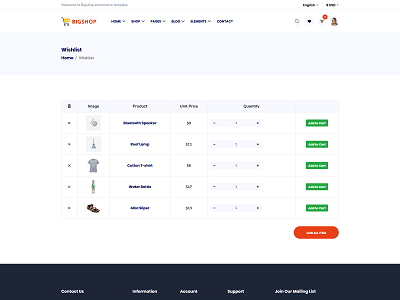 Welcome to Bigshop ecommerce template
English
$ USD
BIGSHOP
HOME SHOP PAGES BLOG ELEMENTS CONTACT
Wishlist
Home / Wishlist
Image Product Unit Price Quantity
Bluetooth Speaker $9 1 Add to Cart
Roof Lamp $11 1 Add to Cart
Cotton T-shirt $6 1 Add to Cart
Water Bottle $17 1 Add to Cart
Alka Sliper $13 1 Add to Cart
ADD ALL ITEM
Contact Us Information Account Support Join Our Mailing List